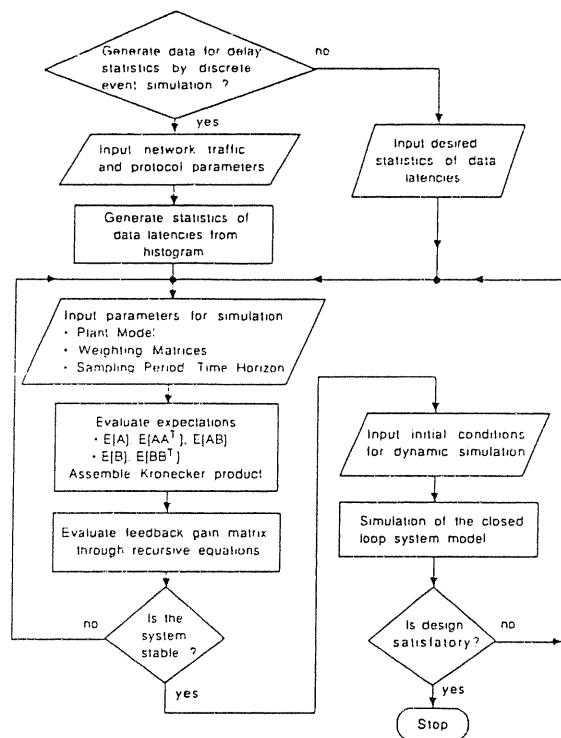 Generate data for delay
statistics by discrete
event simulation ?
no
yes
Input network traffic
and protocol parameters
Input desired
statistics of data
latencies
Generate statistics of
data latencies from
histogram
Input parameters for simulation
• Plant Model
• Weighting Matrices
• Sampling Period Time Horizon
Evaluate expectations
• E[A], E[AAᵀ], E[AB]
• E[B], E[BBᵀ]
Assemble Kronecker product
Input initial conditions
for dynamic simulation
Evaluate feedback gain matrix
through recursive equations
Simulation of the closed
loop system model
no
Is the
system
stable ?
yes
Is design
satisfatory?
no
yes
Stop